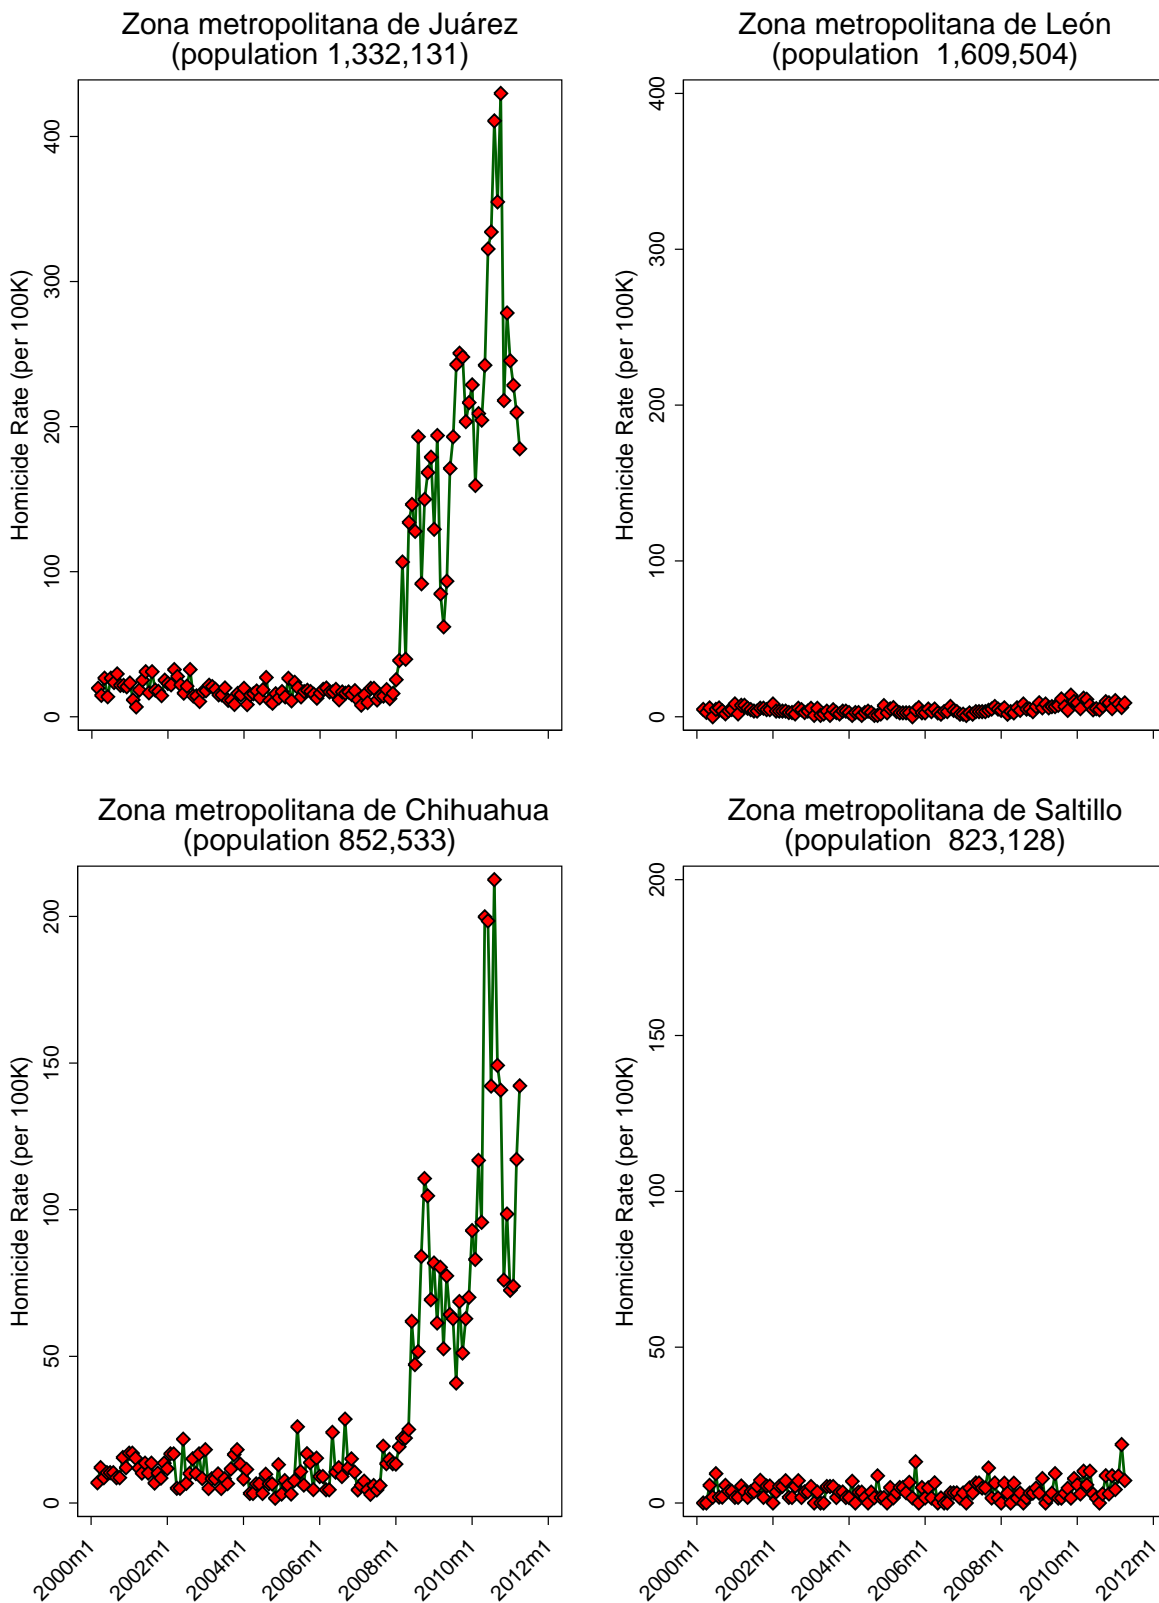 Zona metropolitana de Juárez
(population 1,332,131)
Homicide Rate (per 100K)
400
300
200
100
0
Zona metropolitana de León
(population  1,609,504)
Homicide Rate (per 100K)
400
300
200
100
0
Zona metropolitana de Chihuahua
(population 852,533)
Homicide Rate (per 100K)
200
150
100
50
0
2000m1 2002m1 2004m1 2006m1 2008m1 2010m1 2012m1
Zona metropolitana de Saltillo
(population  823,128)
Homicide Rate (per 100K)
200
150
100
50
0
2000m1 2002m1 2004m1 2006m1 2008m1 2010m1 2012m1